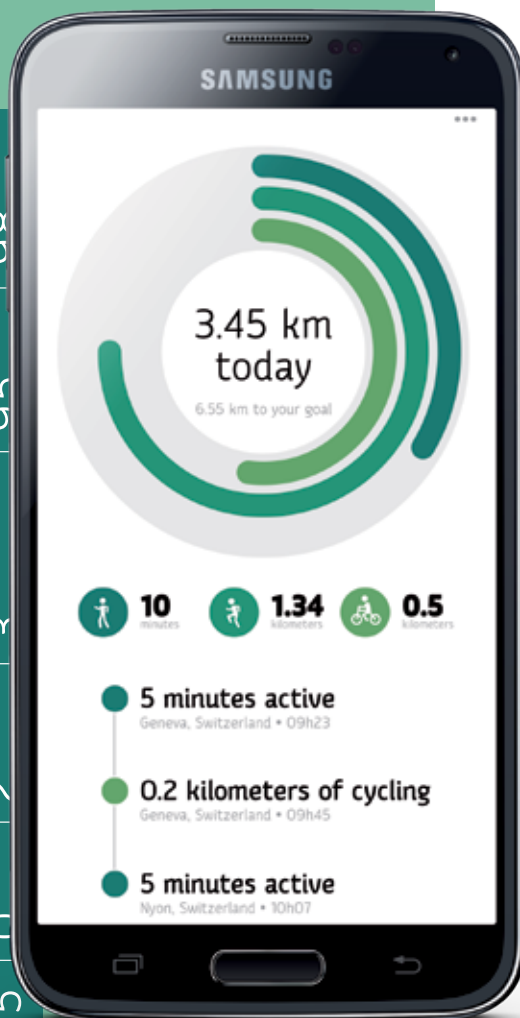 SAMSUNG
3.45 km
today
6.55 km to your goal
10
minutes
1.34
kilometers
0.5
kilometers
5 minutes active
Geneva, Switzerland • 09h23
0.2 kilometers of cycling
Geneva, Switzerland • 09h45
5 minutes active
Nyon, Switzerland • 10h07